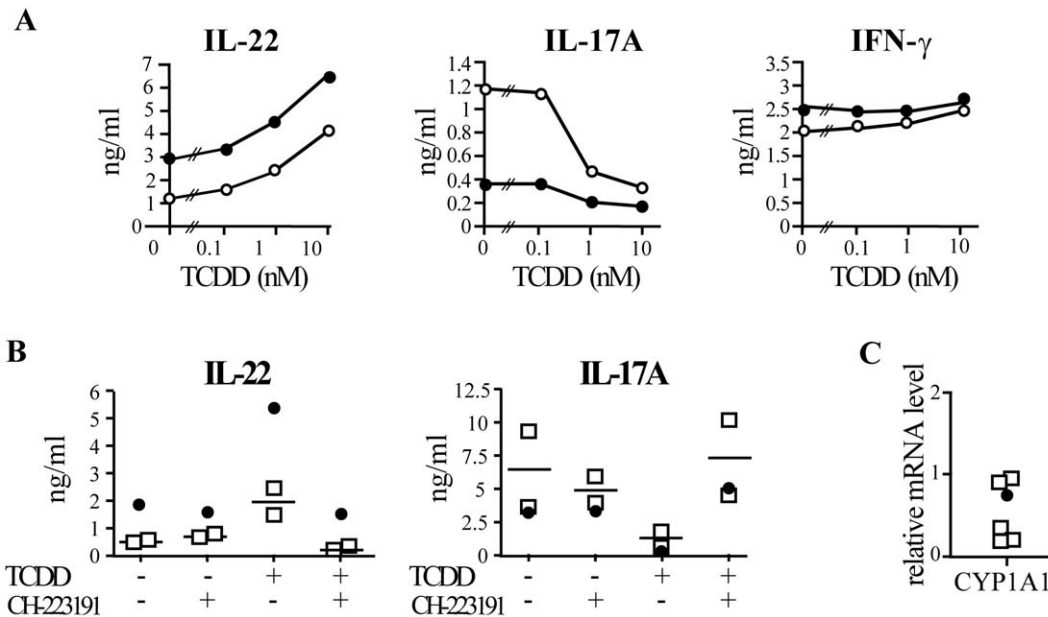 A
IL-22
IL-17A
IFN-γ
ng/ml
7
6
5
4
3
2
1
0
0 0.1 1 10
TCDD (nM)
ng/ml
1.4
1.2
1
0.8
0.6
0.4
0.2
0
0 0.1 1 10
TCDD (nM)
ng/ml
3.5
3
2.5
2
2.5
1
0.5
0
0 0.1 1 10
TCDD (nM)
B
IL-22
ng/ml
6
5
4
3
2
1
0
TCDD - - + +
CH-223191 - + - +
IL-17A
ng/ml
12.5
10
7.5
5
2.5
0
TCDD - - + +
CH-223191 - + - +
C
relative mRNA level
2
1
0
CYP1A1